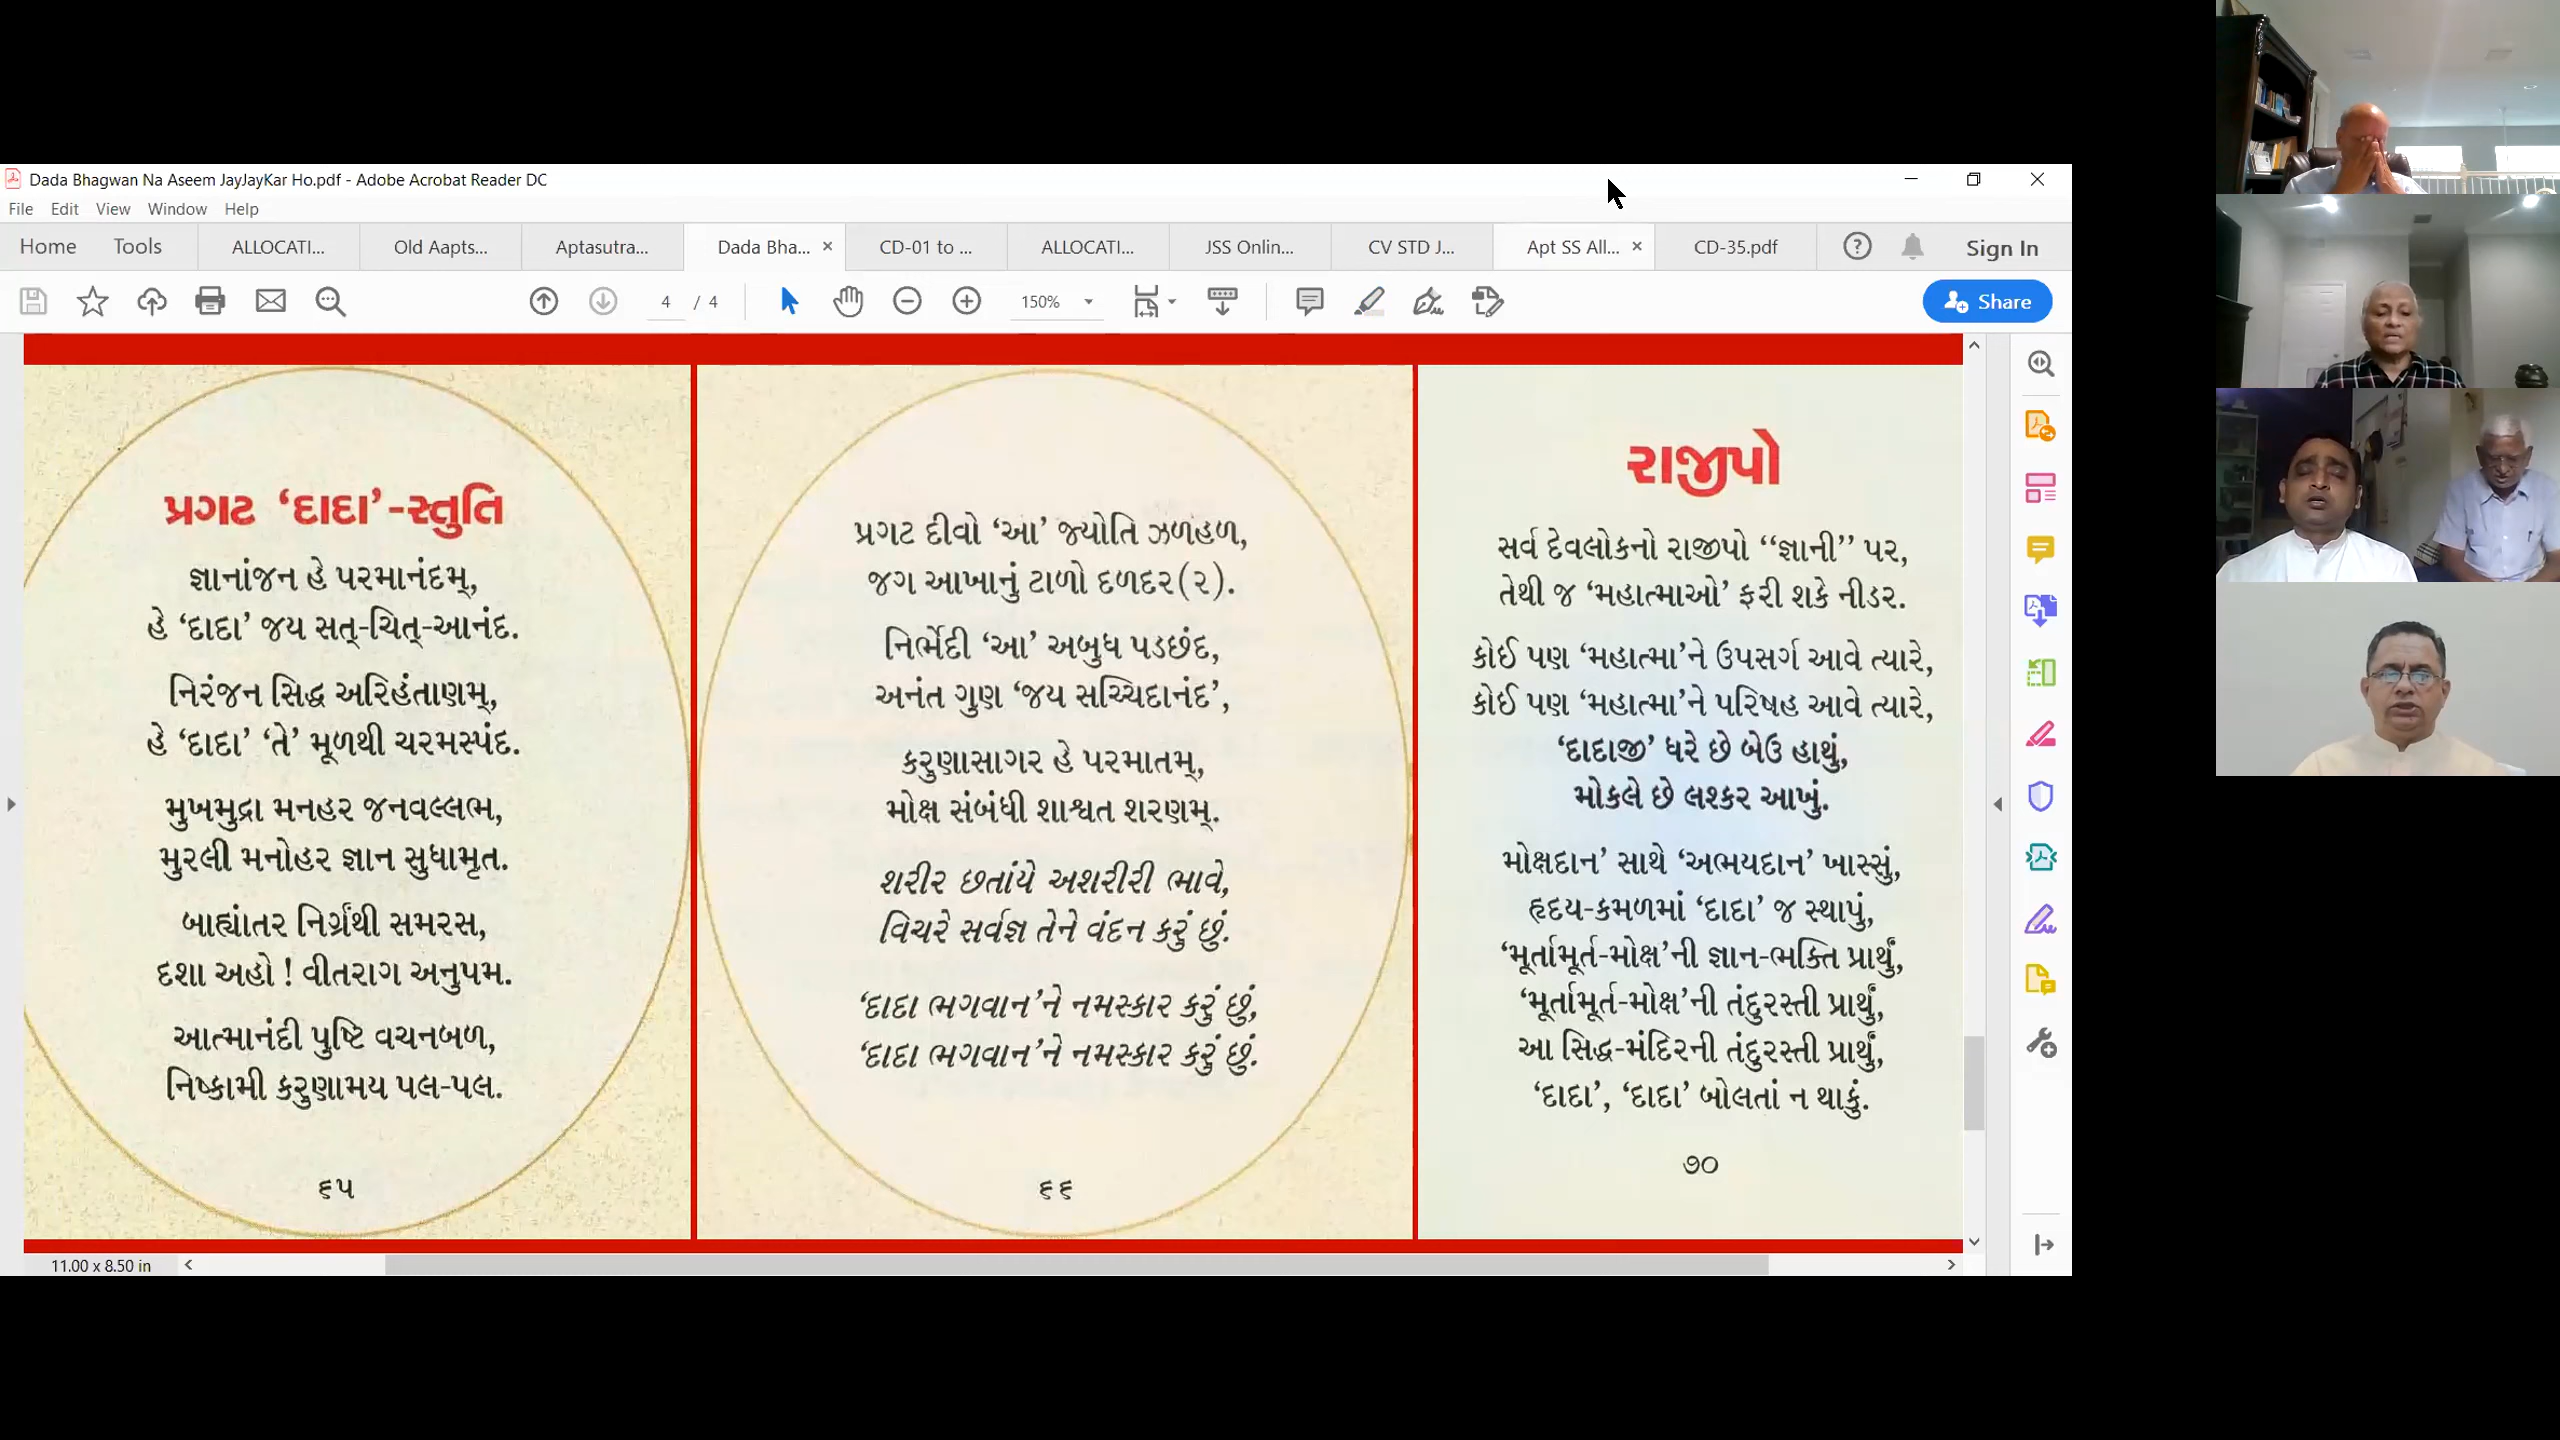 Dada Bhagwan Na Aseem JayJayKar Ho.pdf - Adobe Acrobat Reader DC
File Edit View Window Help
Home Tools ALLOCATI... Old Aapts... Aptasutra... Dada Bha... CD-01 to ... ALLOCATI... JSS Onlin... CV STD J... Apt SS All... CD-35.pdf Sign In
4 / 4 150% Share
પ્રગટ ‘દાદા’-સ્તુતિ
જ્ઞાનાંજન હે પરમાનંદમ્,
હે ‘દાદા’ જય સત્-ચિત્-આનંદ.
નિરંજન સિદ્ધ અરિહંતાણમ્,
હે ‘દાદા’ ‘તે’ મૂળથી ચરમસ્પંદ.
મુખમુદ્રા મનહર જનવલ્લભ,
મુરલી મનોહર જ્ઞાન સુધામૃત.
બાહ્યાંતર નિર્ગ્રંથી સમરસ,
દશા અહો ! વીતરાગ અનુપમ.
આત્માનંદી પુષ્ટિ વચનબળ,
નિષ્કામી કરુણામય પલ-પલ.
૬૫
પ્રગટ દીવો ‘આ’ જ્યોતિ ઝળહળ,
જગ આખાનું ટાળો દળદર(૨).
નિર્ભેદી ‘આ’ અબુધ પડછંદ,
અનંત ગુણ ‘જય સચ્ચિદાનંદ’,
કરુણાસાગર હે પરમાતમ્,
મોક્ષ સંબંધી શાશ્વત શરણમ્.
શરીર છતાંયે અશરીરી ભાવે,
વિચરે સર્વજ્ઞ તેને વંદન કરું છું.
‘દાદા ભગવાન’ને નમસ્કાર કરું છું,
‘દાદા ભગવાન’ને નમસ્કાર કરું છું.
૬૬
રાજીપો
સર્વ દેવલોકનો રાજીપો ‘‘જ્ઞાની’’ પર,
તેથી જ ‘મહાત્માઓ’ ફરી શકે નીડર.
કોઈ પણ ‘મહાત્મા’ને ઉપસર્ગ આવે ત્યારે,
કોઈ પણ ‘મહાત્મા’ને પરિષહ આવે ત્યારે,
‘દાદાજી’ ધરે છે બેઉ હાથું,
મોકલે છે લશ્કર આખું.
મોક્ષદાન’ સાથે ‘અભયદાન’ ખાસ્સું,
હૃદય-કમળમાં ‘દાદા’ જ સ્થાપું,
‘મૂર્તામૂર્ત-મોક્ષ’ની જ્ઞાન-ભક્તિ પ્રાર્થું,
‘મૂર્તામૂર્ત-મોક્ષ’ની તંદુરસ્તી પ્રાર્થું,
આ સિદ્ધ-મંદિરની તંદુરસ્તી પ્રાર્થું,
‘દાદા’, ‘દાદા’ બોલતાં ન થાકું.
૭૦
11.00 x 8.50 in